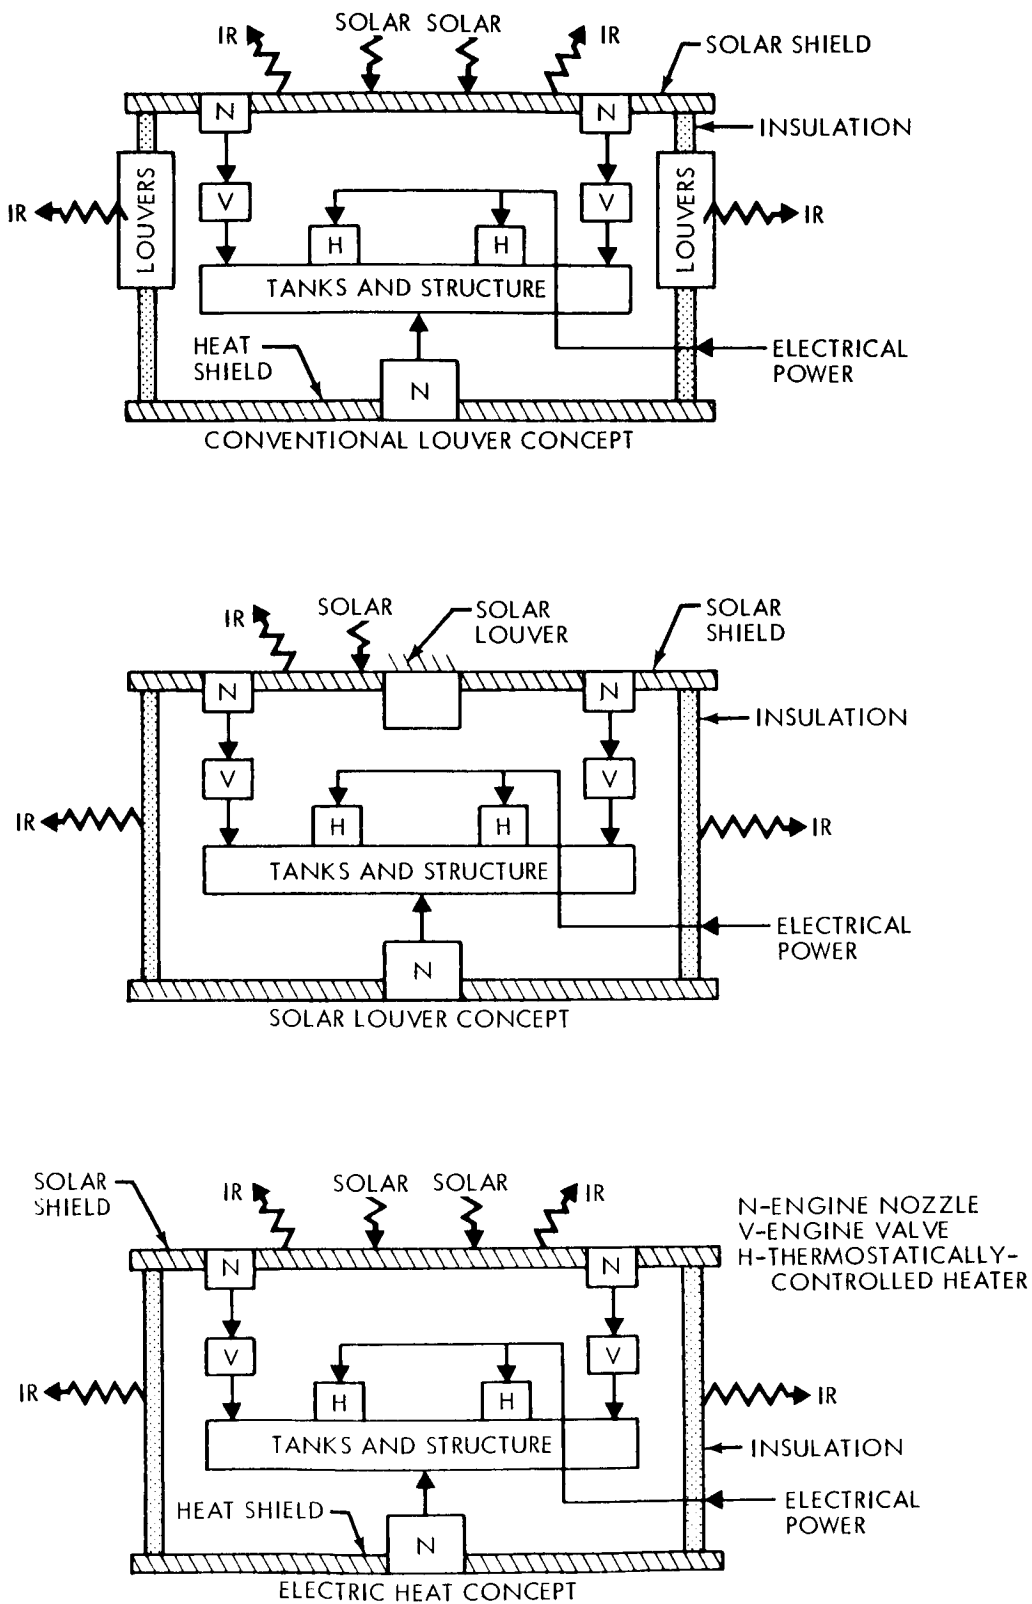 IR
SOLAR SOLAR
IR
SOLAR SHIELD
N
N
INSULATION
LOUVERS
V
V
LOUVERS
IR
IR
H
H
TANKS AND STRUCTURE
HEAT
SHIELD
N
ELECTRICAL
POWER
CONVENTIONAL LOUVER CONCEPT
IR
SOLAR
SOLAR
LOUVER
SOLAR
SHIELD
N
N
INSULATION
V
V
IR
IR
H
H
TANKS AND STRUCTURE
ELECTRICAL
POWER
N
SOLAR LOUVER CONCEPT
SOLAR
SHIELD
IR
SOLAR SOLAR
IR
N-ENGINE NOZZLE
V-ENGINE VALVE
H-THERMOSTATICALLY-
CONTROLLED HEATER
N
N
V
V
IR
IR
H
H
TANKS AND STRUCTURE
INSULATION
HEAT SHIELD
ELECTRICAL
POWER
N
ELECTRIC HEAT CONCEPT